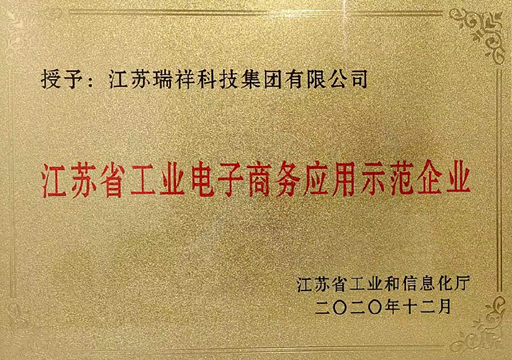 授予：江苏瑞祥科技集团有限公司
江苏省工业电子商务应用示范企业
江苏省工业和信息化厅
二〇二〇年十二月